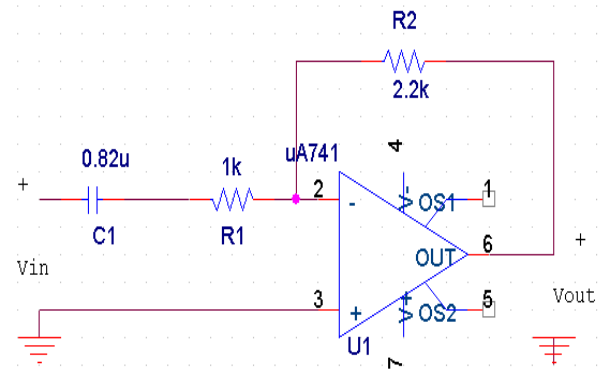 R2
2.2k
0.82u
1k
uA741
4
+
2
-
V-
OS1
1
C1
R1
OUT
6
+
Vin
3
+
V+
OS2
5
Vout
U1
7